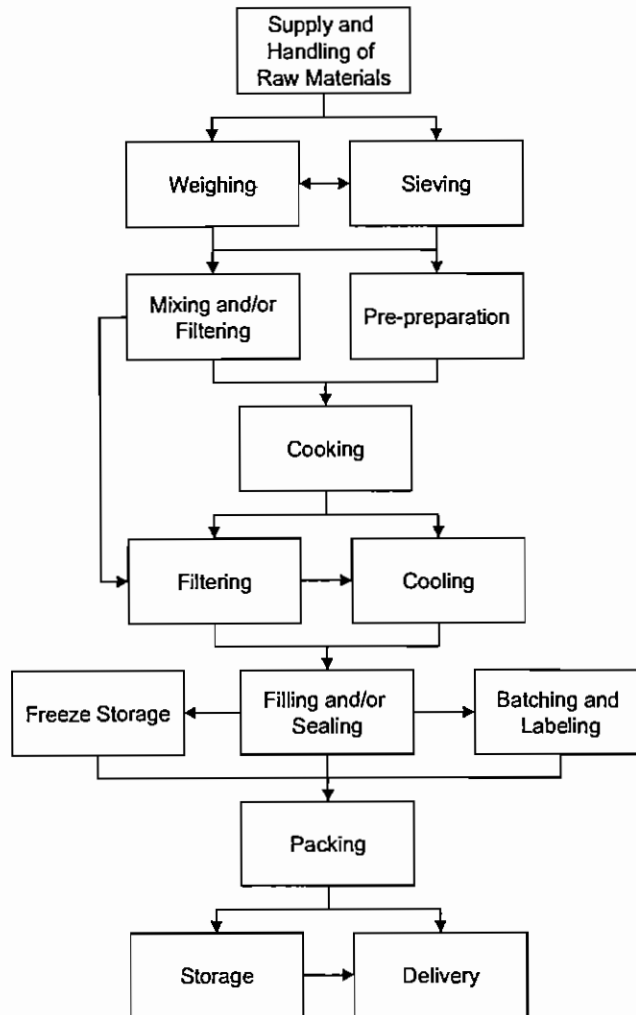 Supply and
Handling of
Raw Materials
Weighing
Sieving
Mixing and/or
Filtering
Pre-preparation
Cooking
Filtering
Cooling
Freeze Storage
Filling and/or
Sealing
Batching and
Labeling
Packing
Storage
Delivery